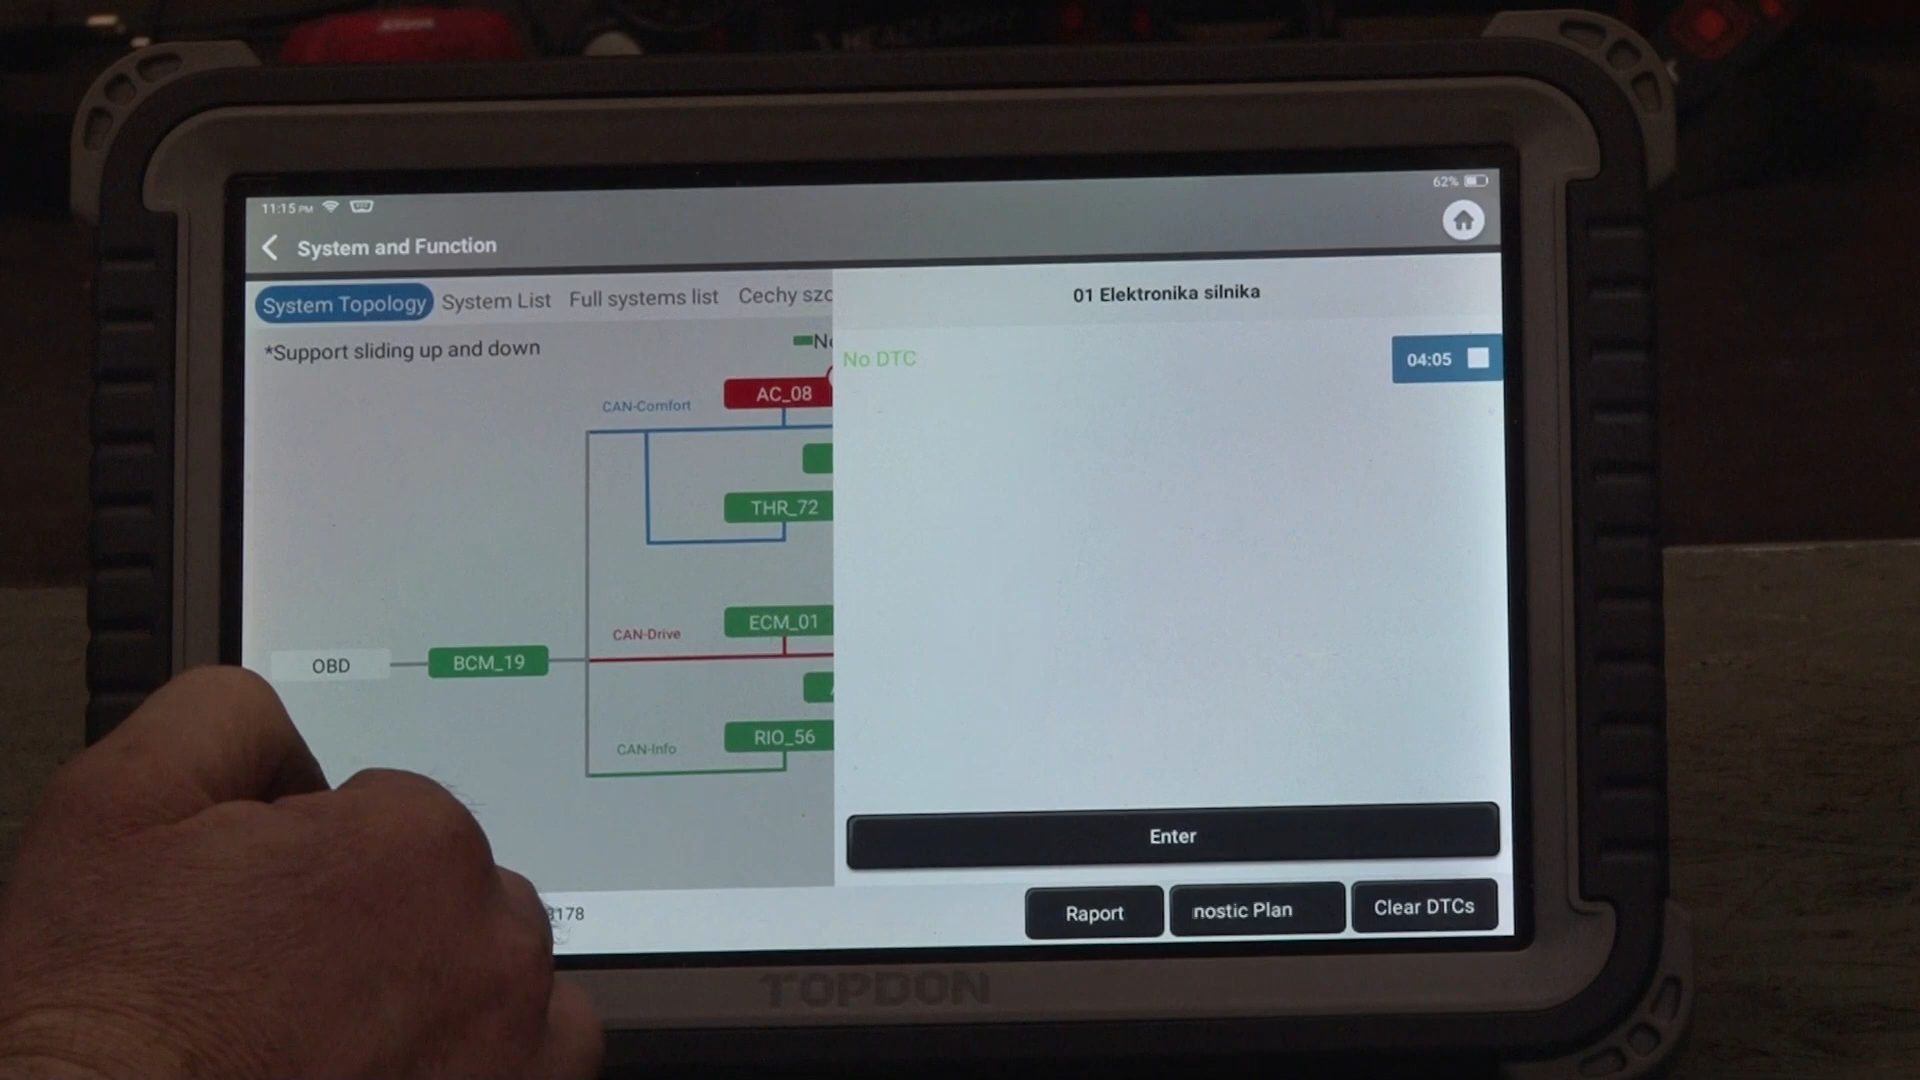 11:15 PM
62%
System and Function
System Topology System List Full systems list Cechy szc
01 Elektronika silnika
*Support sliding up and down
No DTC
04:05
AC_08
CAN-Comfort
THR_72
ECM_01
CAN-Drive
OBD
BCM_19
RIO_56
CAN-Info
Enter
3178
Raport
nostic Plan
Clear DTCs
TOPDON